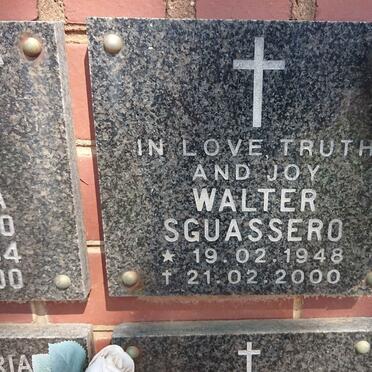 IN LOVE, TRUTH
AND JOY
WALTER
SGUASSERO
★ 19.02.1948
✝ 21.02.2000